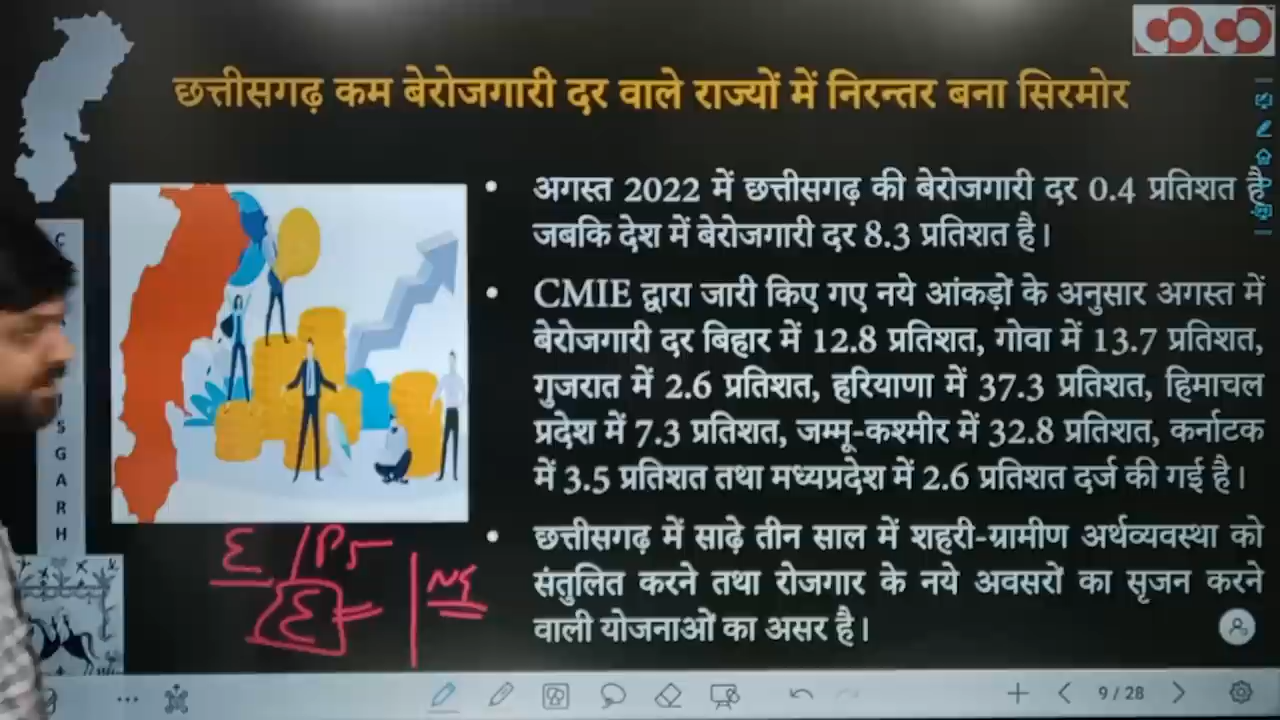 छत्तीसगढ़ कम बेरोजगारी दर वाले राज्यों में निरन्तर बना सिरमोर
• अगस्त 2022 में छत्तीसगढ़ की बेरोजगारी दर 0.4 प्रतिशत है
जबकि देश में बेरोजगारी दर 8.3 प्रतिशत है।
• CMIE द्वारा जारी किए गए नये आंकड़ों के अनुसार अगस्त में
बेरोजगारी दर बिहार में 12.8 प्रतिशत, गोवा में 13.7 प्रतिशत,
गुजरात में 2.6 प्रतिशत, हरियाणा में 37.3 प्रतिशत, हिमाचल
प्रदेश में 7.3 प्रतिशत, जम्मू-कश्मीर में 32.8 प्रतिशत, कर्नाटक
में 3.5 प्रतिशत तथा मध्यप्रदेश में 2.6 प्रतिशत दर्ज की गई है।
• छत्तीसगढ़ में साढ़े तीन साल में शहरी-ग्रामीण अर्थव्यवस्था को
संतुलित करने तथा रोजगार के नये अवसरों का सृजन करने
वाली योजनाओं का असर है।
9 / 28